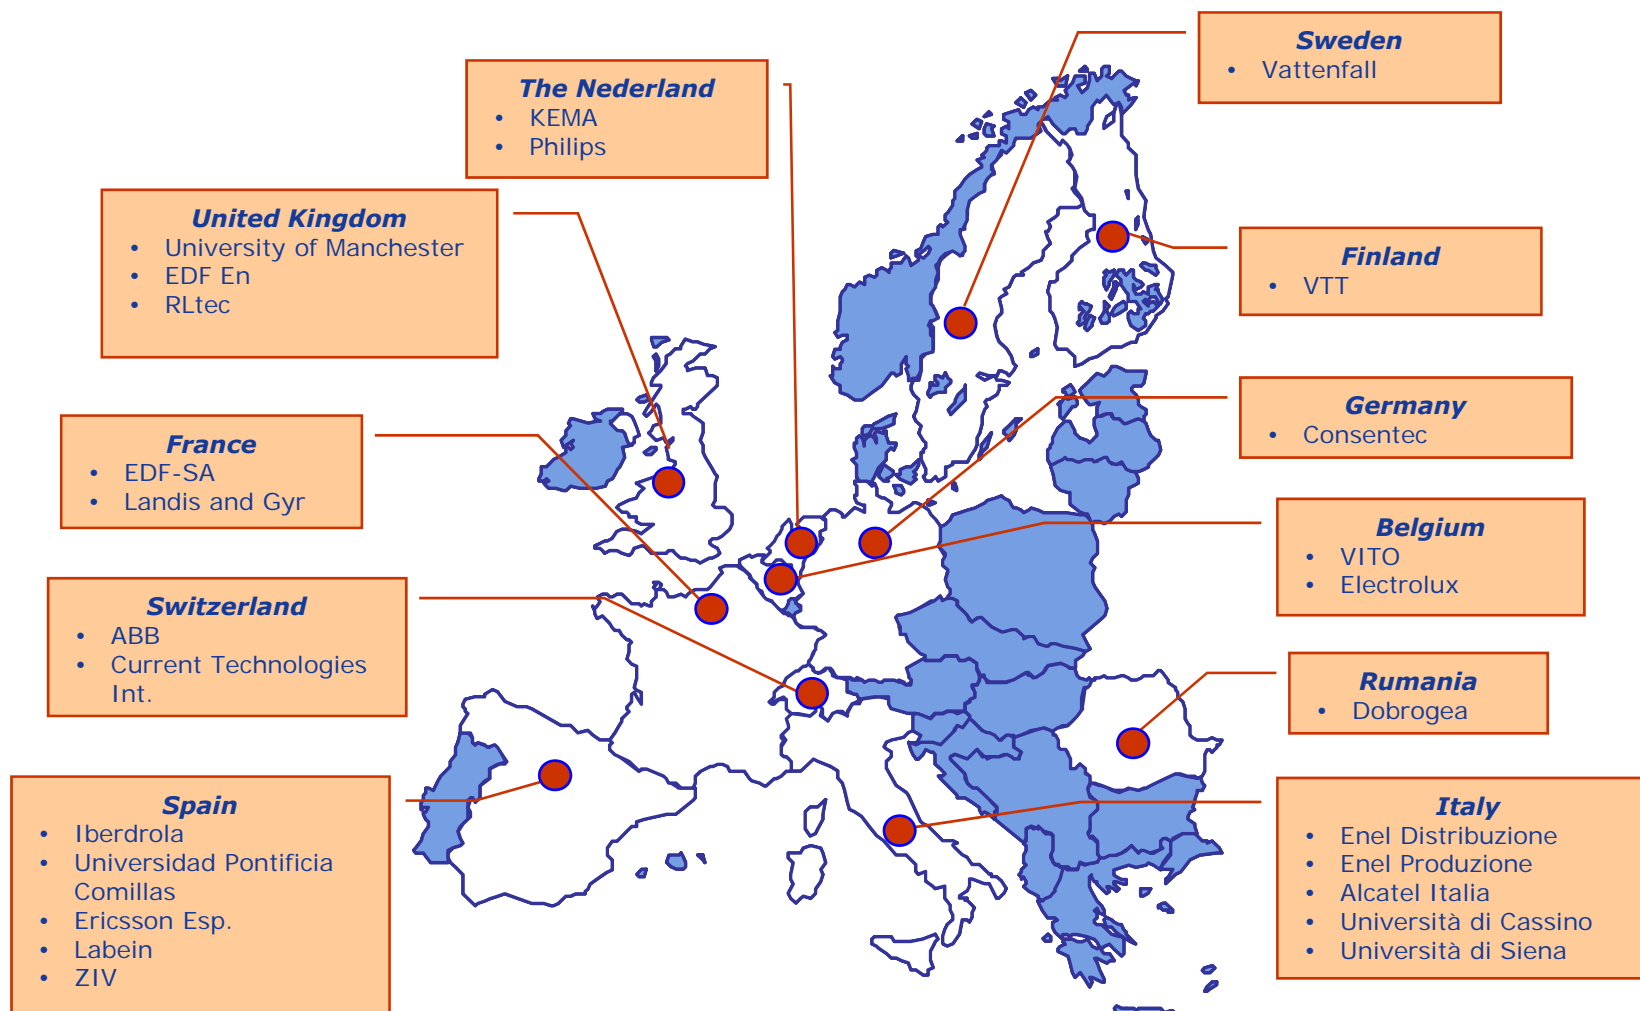 Sweden
• Vattenfall
The Nederland
• KEMA
• Philips
United Kingdom
• University of Manchester
• EDF En
• RLtec
Finland
• VTT
France
• EDF-SA
• Landis and Gyr
Germany
• Consentec
Belgium
• VITO
• Electrolux
Switzerland
• ABB
• Current Technologies
Int.
Rumania
• Dobrogea
Spain
• Iberdrola
• Universidad Pontificia
Comillas
• Ericsson Esp.
• Labein
• ZIV
Italy
• Enel Distribuzione
• Enel Produzione
• Alcatel Italia
• Università di Cassino
• Università di Siena